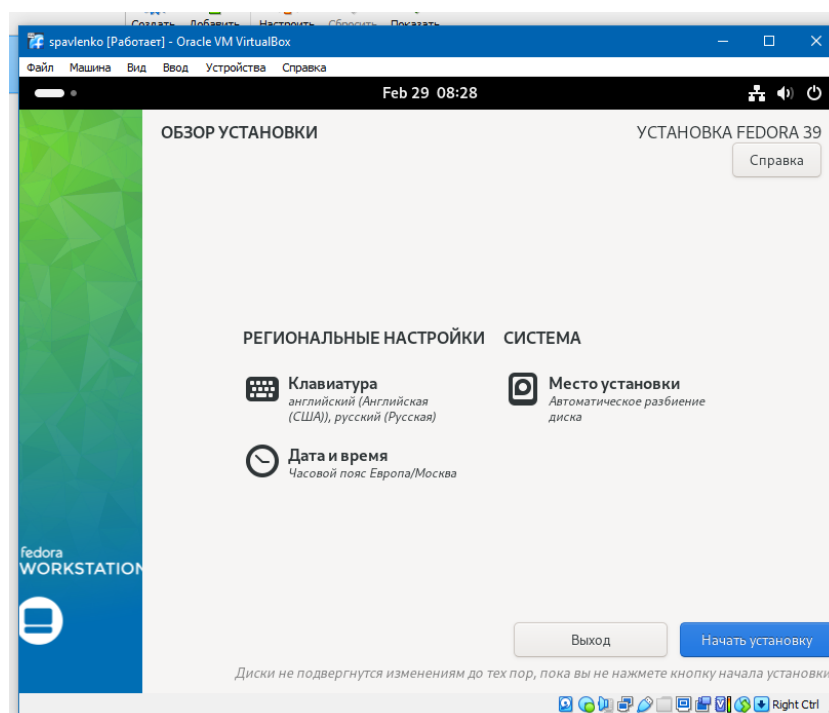 Создать Добавить Настроить Сбросить Показать
spavlenko [Работает] - Oracle VM VirtualBox
Файл Машина Вид Ввод Устройства Справка
Feb 29 08:28
ОБЗОР УСТАНОВКИ
УСТАНОВКА FEDORA 39
Справка
РЕГИОНАЛЬНЫЕ НАСТРОЙКИ
СИСТЕМА
Клавиатура
английский (Английская
(США)), русский (Русская)
Место установки
Автоматическое разбиение
диска
Дата и время
Часовой пояс Европа/Москва
fedora
WORKSTATION
Выход
Начать установку
Диски не подвергнутся изменениям до тех пор, пока вы не нажмете кнопку начала установки
Right Ctrl